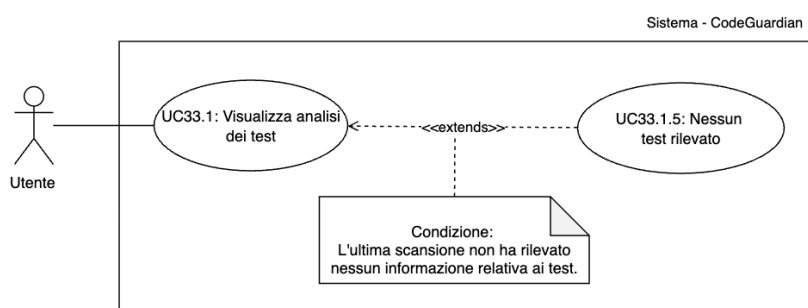 Sistema - CodeGuardian
UC33.1: Visualizza analisi
dei test
<<extends>>
UC33.1.5: Nessun
test rilevato
Utente
Condizione:
L'ultima scansione non ha rilevato
nessun informazione relativa ai test.